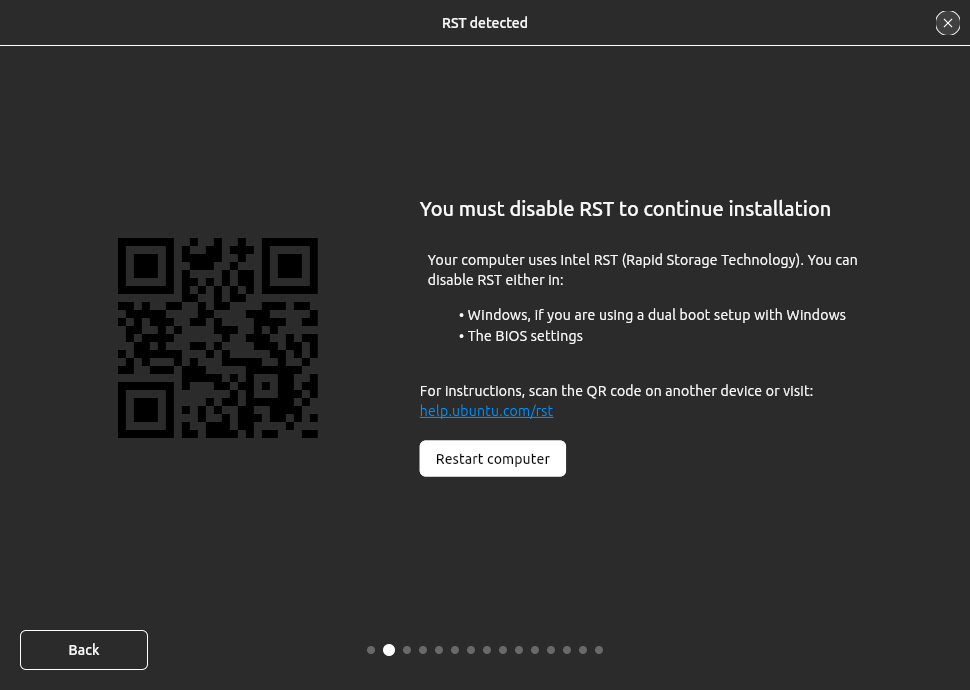 RST detected
You must disable RST to continue installation
Your computer uses Intel RST (Rapid Storage Technology). You can
disable RST either in:
• Windows, if you are using a dual boot setup with Windows
• The BIOS settings
For instructions, scan the QR code on another device or visit:
help.ubuntu.com/rst
Restart computer
Back